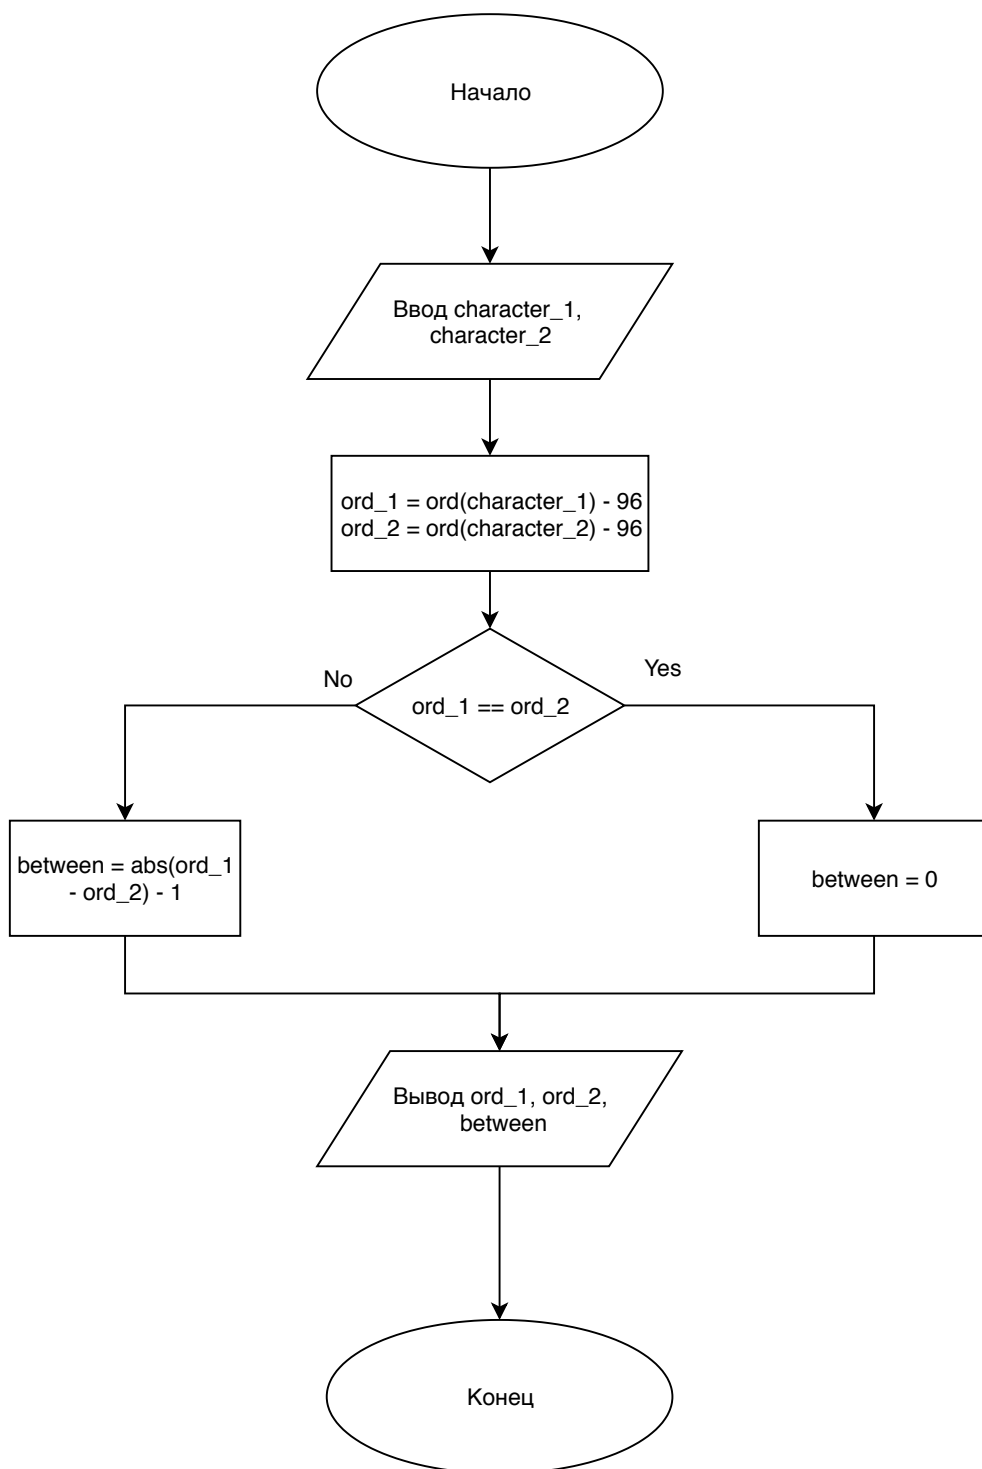 Начало
Ввод character_1,
character_2
ord_1 = ord(character_1) - 96
ord_2 = ord(character_2) - 96
No
Yes
ord_1 == ord_2
between = abs(ord_1
- ord_2) - 1
between = 0
Вывод ord_1, ord_2,
between
Конец